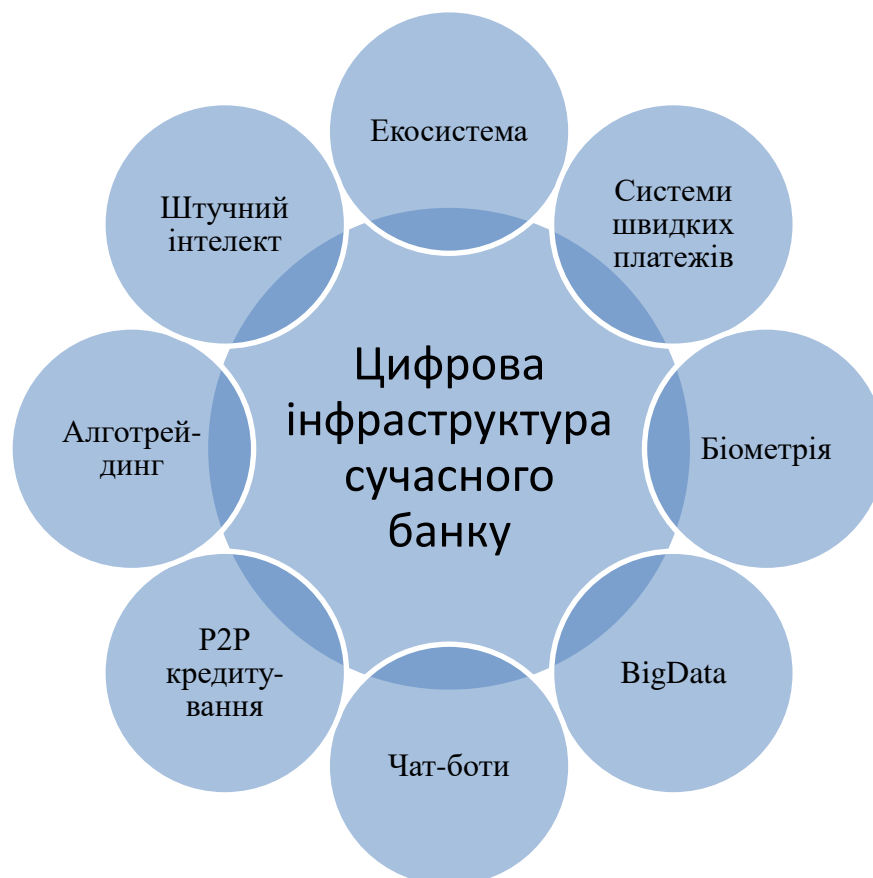 Екосистема
Системи
швидких
платежів
Біометрія
BigData
Чат-боти
P2P
кредиту-
вання
Алготрей-
динг
Штучний
інтелект
Цифрова
інфраструктура
сучасного
банку